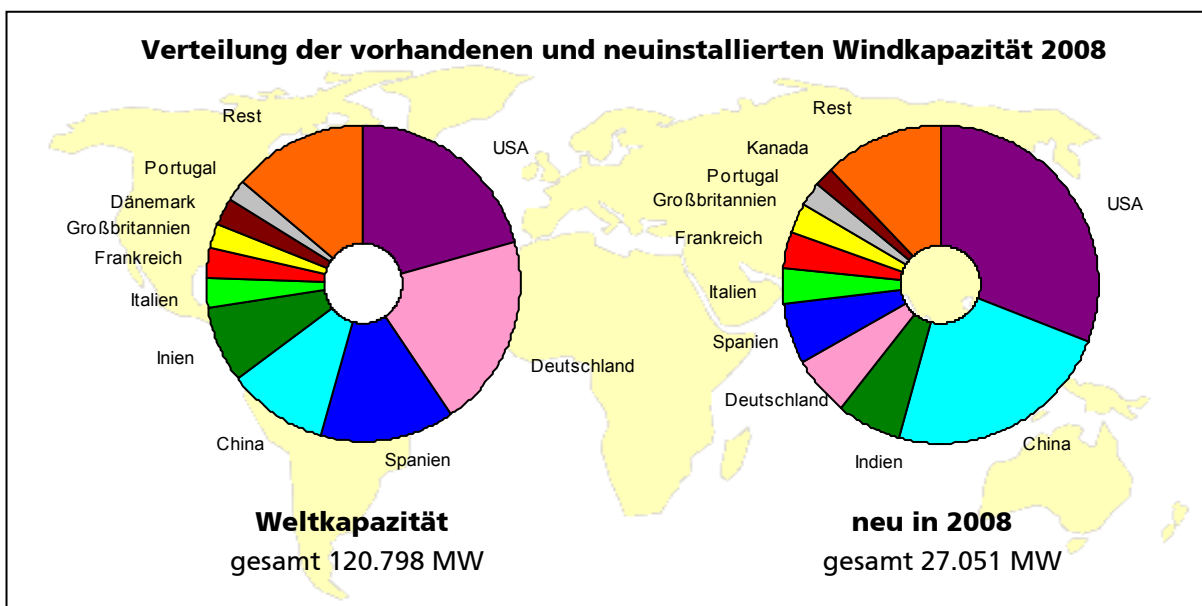 Verteilung der vorhandenen und neuinstallierten Windkapazität 2008
Rest
USA
Portugal
Dänemark
Großbritannien
Frankreich
Italien
Inien
China
Spanien
Deutschland
Weltkapazität
gesamt 120.798 MW
Rest
Kanada
Portugal
Großbritannien
Frankreich
Italien
Spanien
Deutschland
Indien
China
USA
neu in 2008
gesamt 27.051 MW